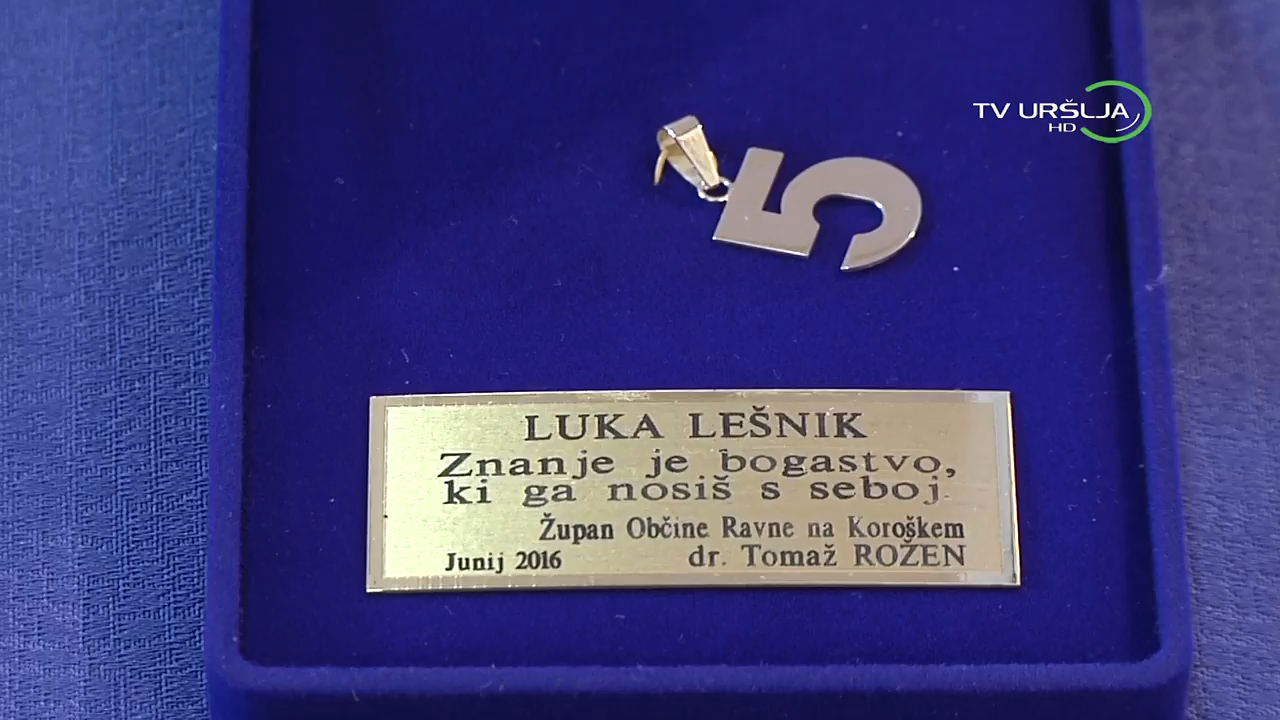 TV URŠLJA
HD
5
LUKA LEŠNIK
Znanje je bogastvo,
ki ga nosiš s seboj.
Župan Občine Ravne na Koroškem
Junij 2016 dr. Tomaž ROŽEN